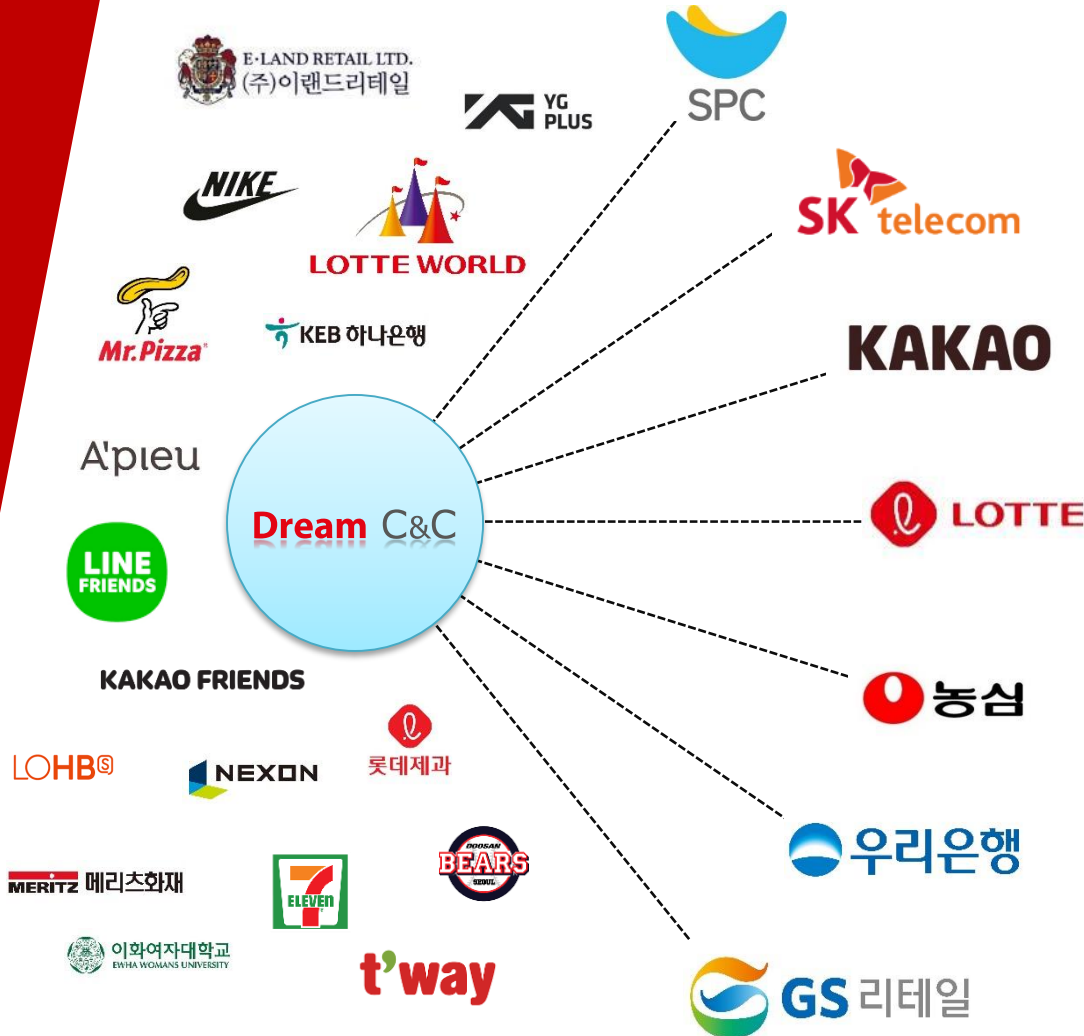 E·LAND RETAIL LTD.
(주)이랜드리테일
YG
PLUS
SPC
NIKE
LOTTE WORLD
SK telecom
Mr.Pizza
KEB 하나은행
KAKAO
A'pieu
Dream C&C
LOTTE
LINE
FRIENDS
KAKAO FRIENDS
농심
LOHBS
NEXON
롯데제과
우리은행
MERITZ 메리츠화재
7
ELEVEN
DOOSAN
BEARS
SEOUL
이화여자대학교
EWHA WOMANS UNIVERSITY
t'way
GS 리테일